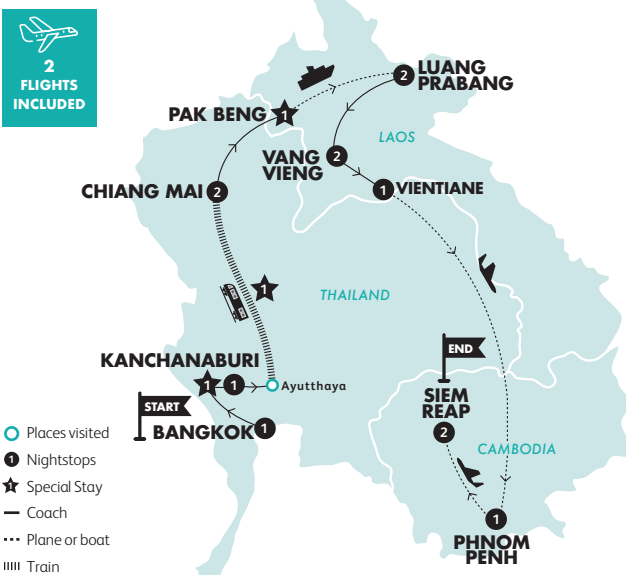 2
FLIGHTS
INCLUDED
LUANG
PRABANG
2
PAK BENG
1
LAOS
VANG
VIENG
2
1
VIENTIANE
CHIANG MAI
2
1
THAILAND
KANCHANABURI
1
1
Ayutthaya
START
BANGKOK
1
END
SIEM
REAP
2
CAMBODIA
1
PHNOM
PENH
Places visited
1 Nightstops
1 Special Stay
Coach
Plane or boat
Train